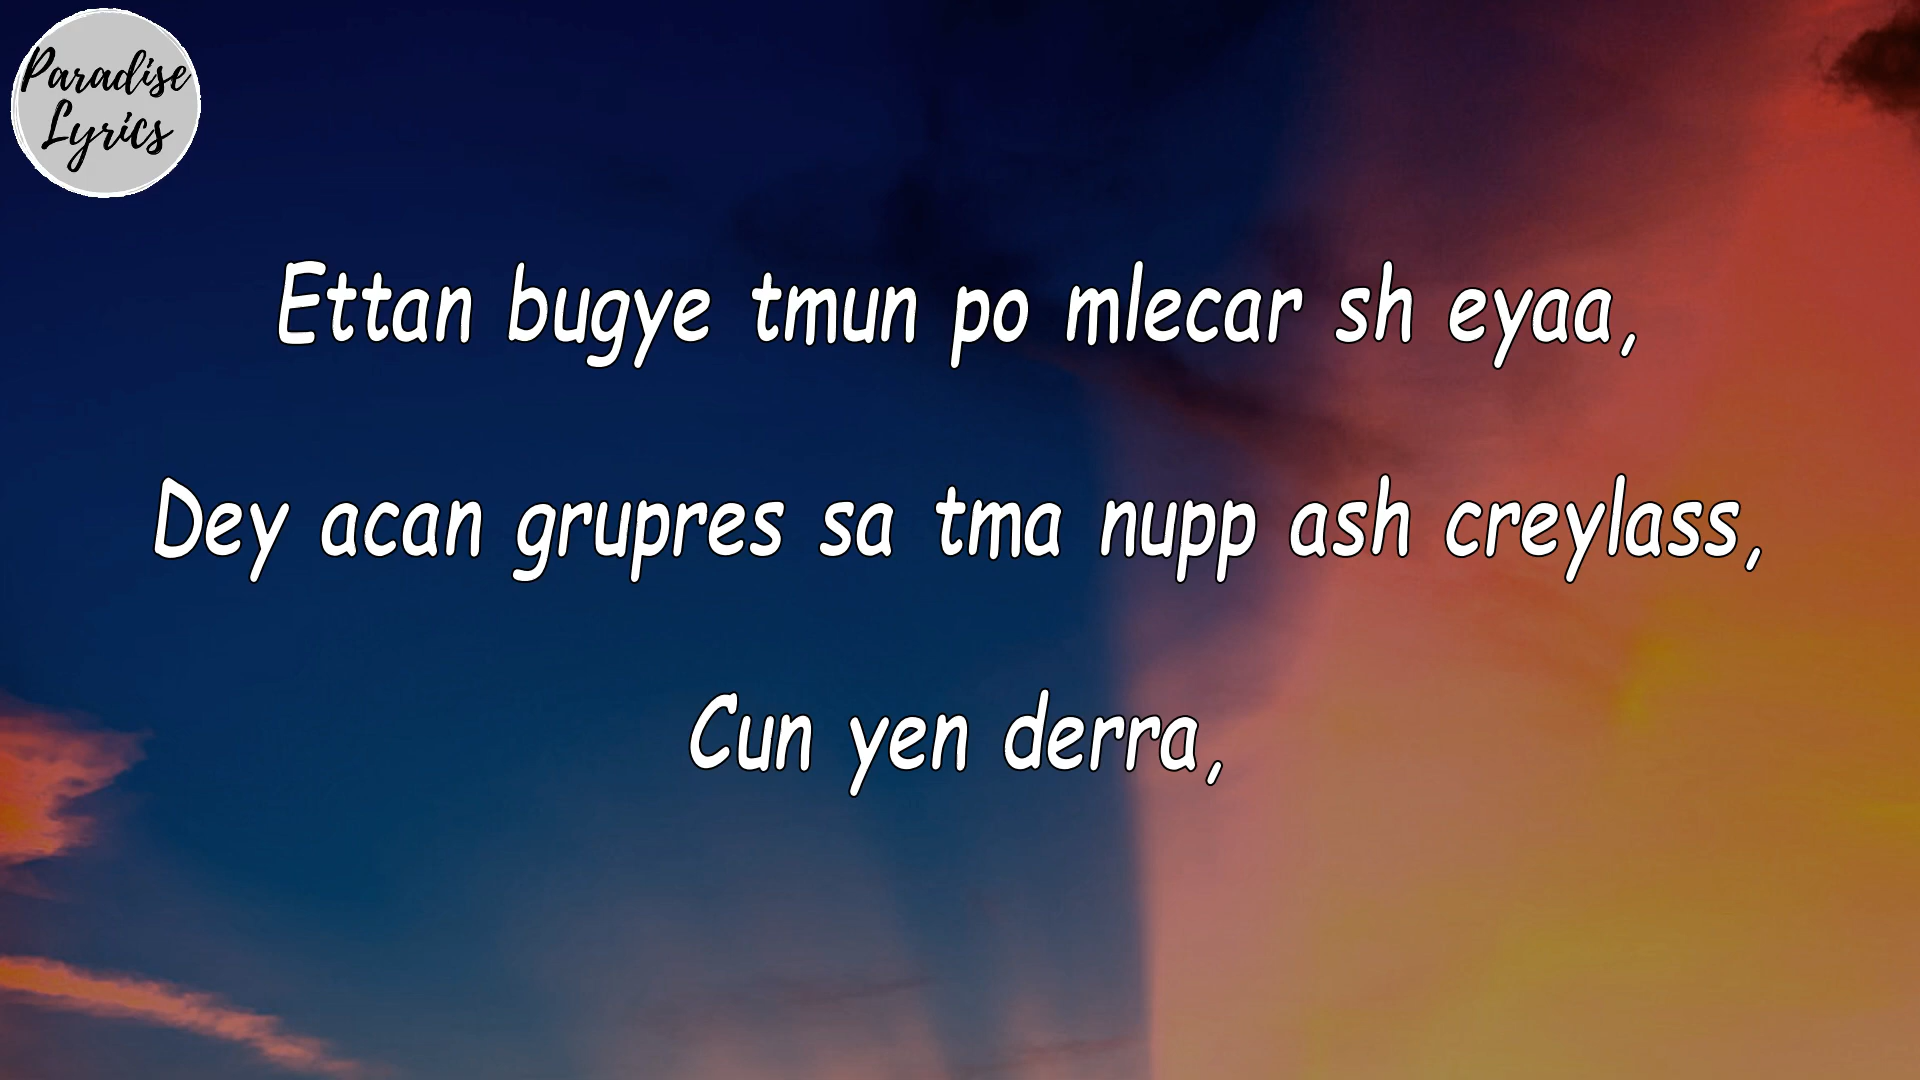 Paradise
Lyrics
Ettan bugye tmun po mlecar sh eyaa,
Dey acan grupres sa tma nupp ash creylass,
Cun yen derra,